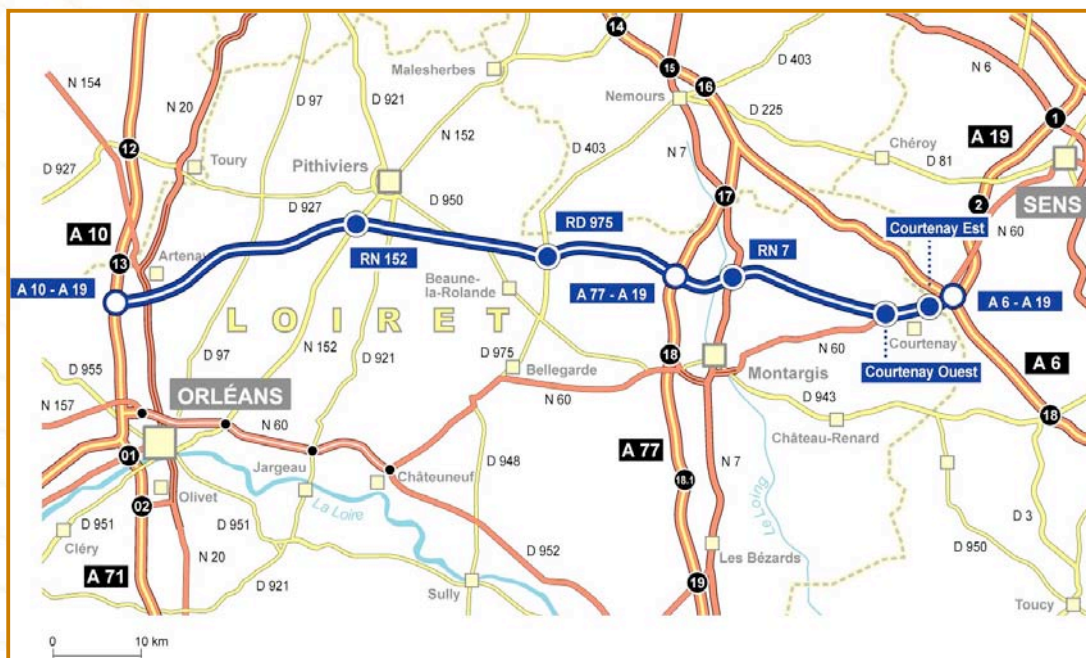 14
D 403
N 6
N 154
D 97
D 921
Malesherbes
15
16
N 20
Nemours
D 225
1
N 152
A 19
12
D 403
Chéroy
Toury
Pithiviers
N 7
D 81
D 927
17
D 950
2
SENS
D 927
RD 975
Courtenay Est
N 60
A 10
RN 152
RN 7
13
Artenay
Beaune-
la-Rolande
A 10 - A 19
A 77 - A 19
A 6 - A 19
LOIRET
Courtenay
D 97
N 152
D 921
D 975
18
N 60
D 955
Bellegarde
Montargis
Courtenay Ouest
A 6
ORLÉANS
N 60
N 157
D 943
18
N 60
Château-Renard
01
A 77
D 948
N 7
Jargeau
Châteuneuf
18.1
Olivet
La Loire
Le Loing
02
D 951
D 951
D 3
Cléry
N 20
D 952
D 950
Les Bézards
A 71
D 921
Sully
19
Toucy
0
10 km